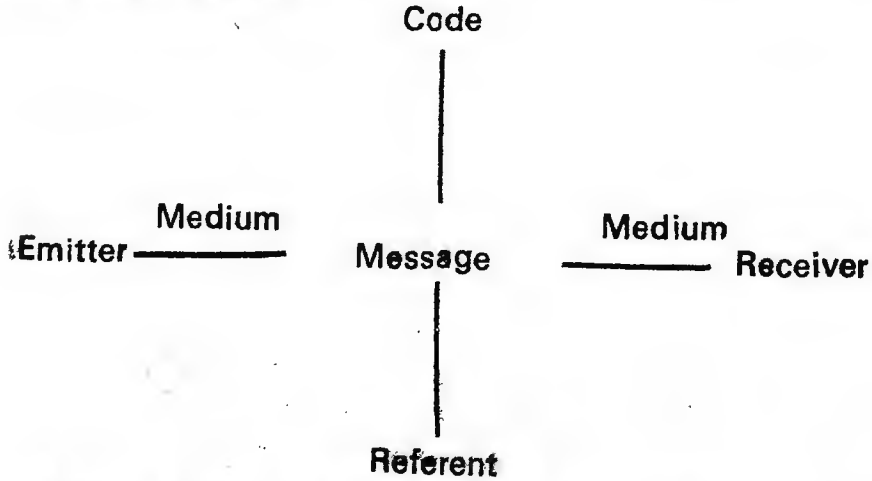 Code
Medium
Medium
Emitter
Message
Receiver
Referent